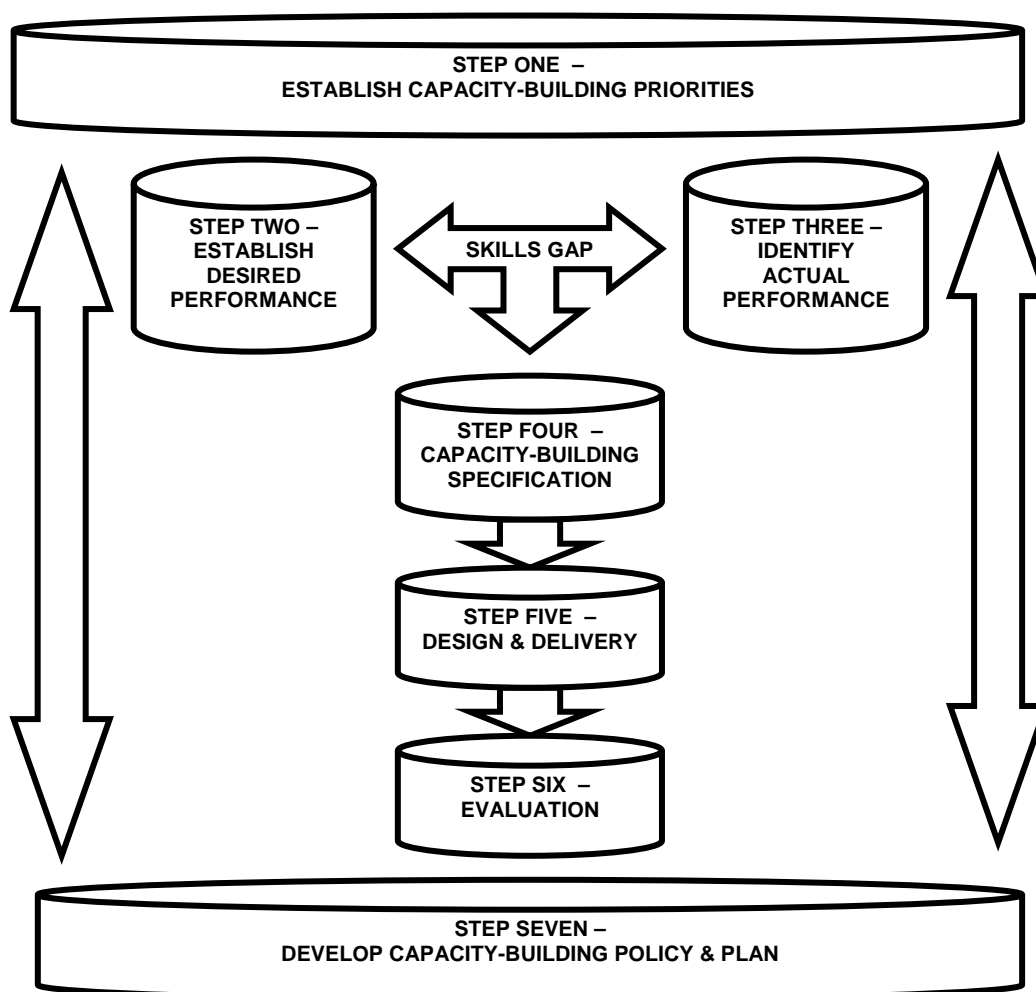 STEP ONE –
ESTABLISH CAPACITY-BUILDING PRIORITIES
STEP TWO –
ESTABLISH
DESIRED
PERFORMANCE
SKILLS GAP
STEP THREE –
IDENTIFY
ACTUAL
PERFORMANCE
STEP FOUR –
CAPACITY-BUILDING
SPECIFICATION
STEP FIVE –
DESIGN & DELIVERY
STEP SIX –
EVALUATION
STEP SEVEN –
DEVELOP CAPACITY-BUILDING POLICY & PLAN